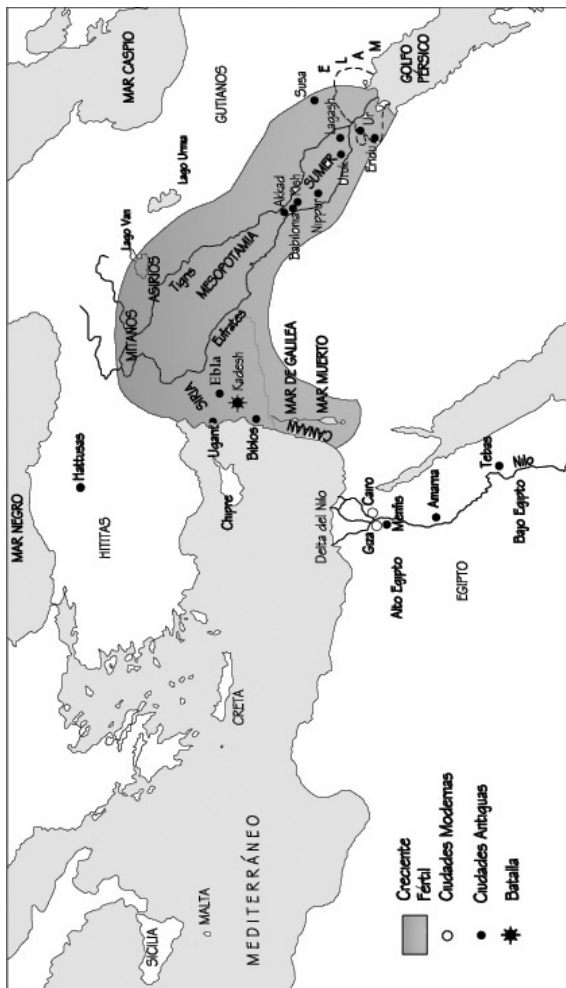 MAR NEGRO
MAR CASPIO
GUTIANOS
HITITAS
Hattusas
Lago Van
Lago Urmia
MITANOS
ASIRIOS
Tigris
MESOPOTAMIA
Eufrates
SIRIA
Ugarit
Ebla
Kadesh
Biblos
Chipre
Akkad
Babilonia
Kish
Nippur
SUMER
Susa
Lagash
Uruk
Ur
Eridu
E L A M
GOLFO
PÉRSICO
MAR DE GALILEA
MAR MUERTO
CANAÁN
SICILIA
MALTA
CRETA
MEDITERRÁNEO
Delta del Nilo
Giza
Cairo
Menfis
Alto Egipto
Amarna
EGIPTO
Tebas
Nilo
Bajo Egipto
Creciente
Fértil
Ciudades Modernas
Ciudades Antiguas
Batalla